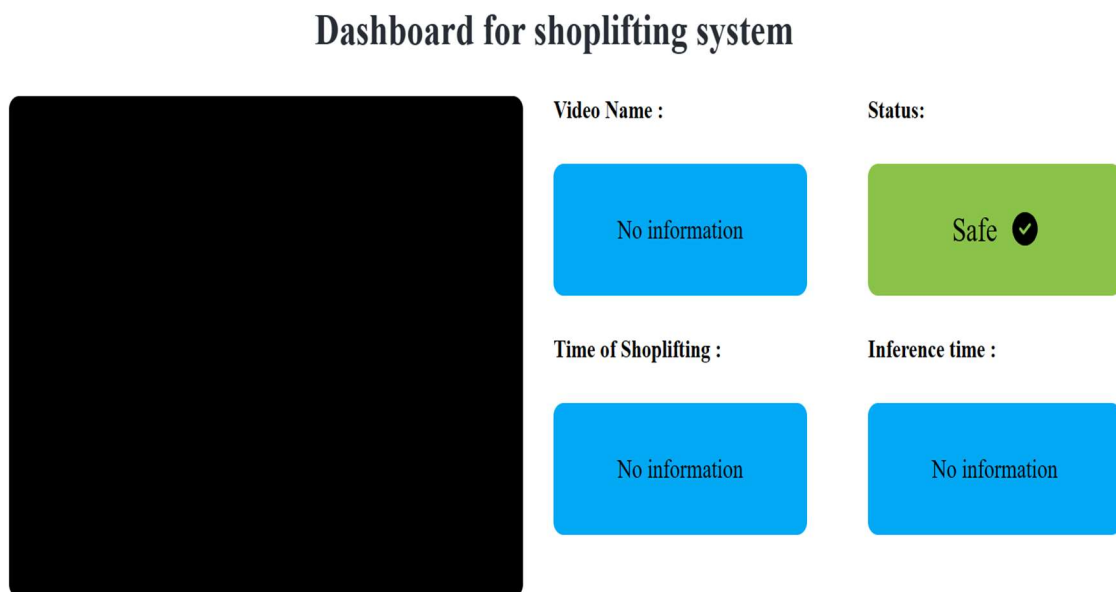 Dashboard for shoplifting system
Video Name :
Status:
No information
Safe
Time of Shoplifting :
Inference time :
No information
No information